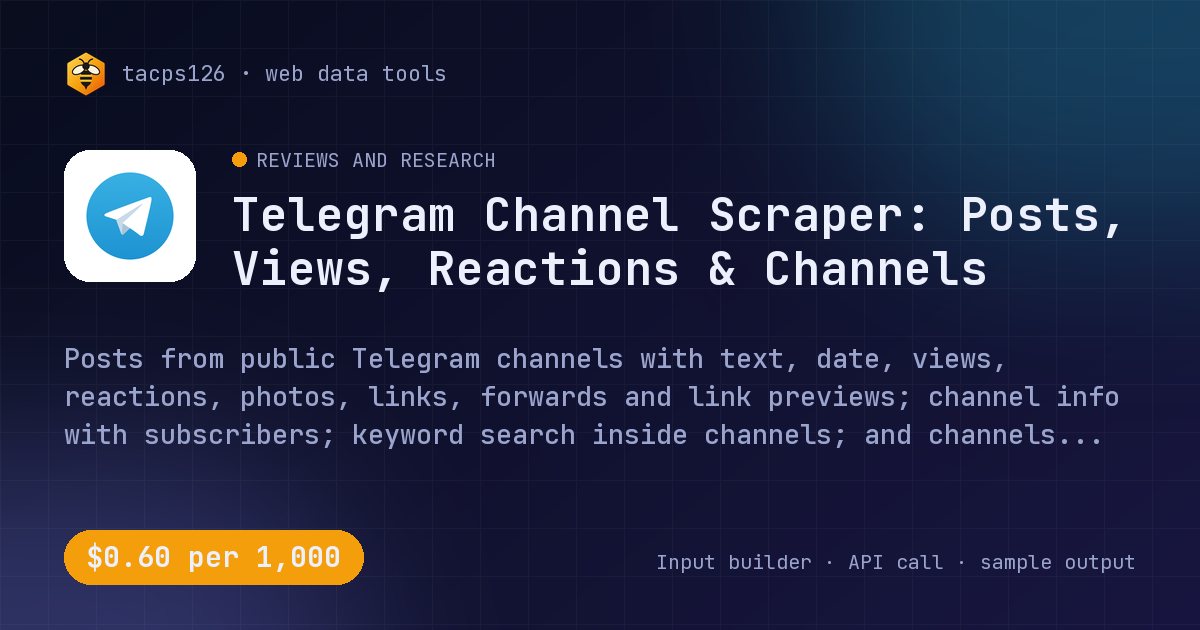 tacps126 · web data tools
REVIEWS AND RESEARCH
Telegram Channel Scraper: Posts,
Views, Reactions & Channels
Posts from public Telegram channels with text, date, views,
reactions, photos, links, forwards and link previews; channel info
with subscribers; keyword search inside channels; and channels...
$0.60 per 1,000
Input builder · API call · sample output